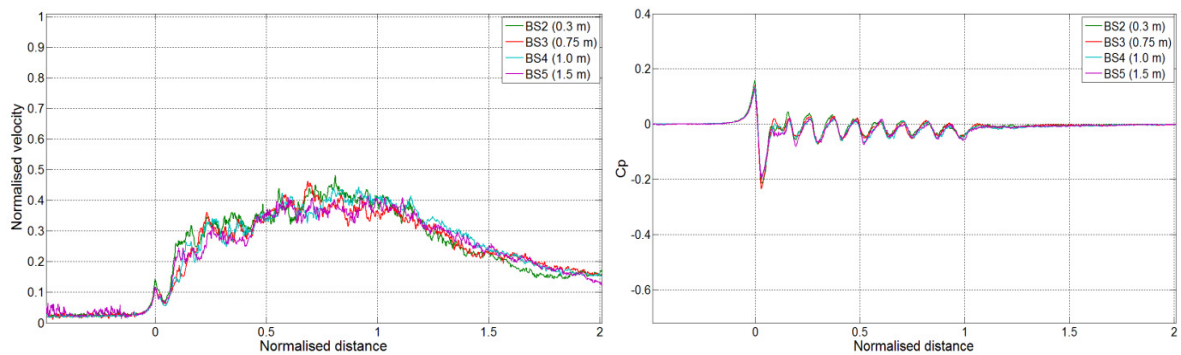 1
0.9
0.8
0.7
0.6
0.5
0.4
0.3
0.2
0.1
0
Normalised velocity
0
0.5
1
1.5
2
Normalised distance
BS2 (0.3 m)
BS3 (0.75 m)
BS4 (1.0 m)
BS5 (1.5 m)
0.4
0.2
0
-0.2
-0.4
-0.6
Cp
0
0.5
1
1.5
2
Normalised distance
BS2 (0.3 m)
BS3 (0.75 m)
BS4 (1.0 m)
BS5 (1.5 m)